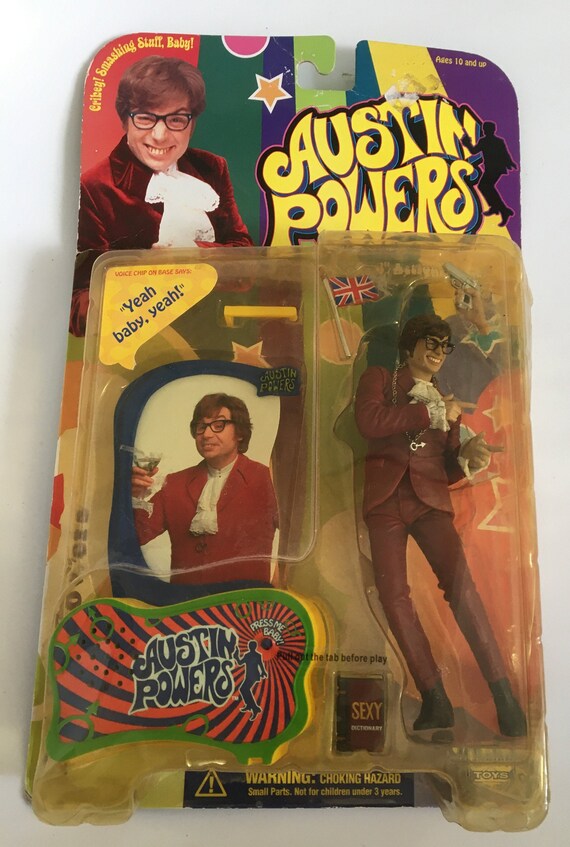 Cribey! Smashing Stuff, Baby!
Ages 10 and up
AUSTIN
POWERS
VOICE CHIP ON BASE SAYS:
"Yeah
baby, yeah!"
AUSTIN
POWERS
PRESS ME,
BABY!
AUSTIN
POWERS
Pull out the tab before play
SEXY
DICTIONARY
TOYS
WARNING: CHOKING HAZARD
Small Parts. Not for children under 3 years.